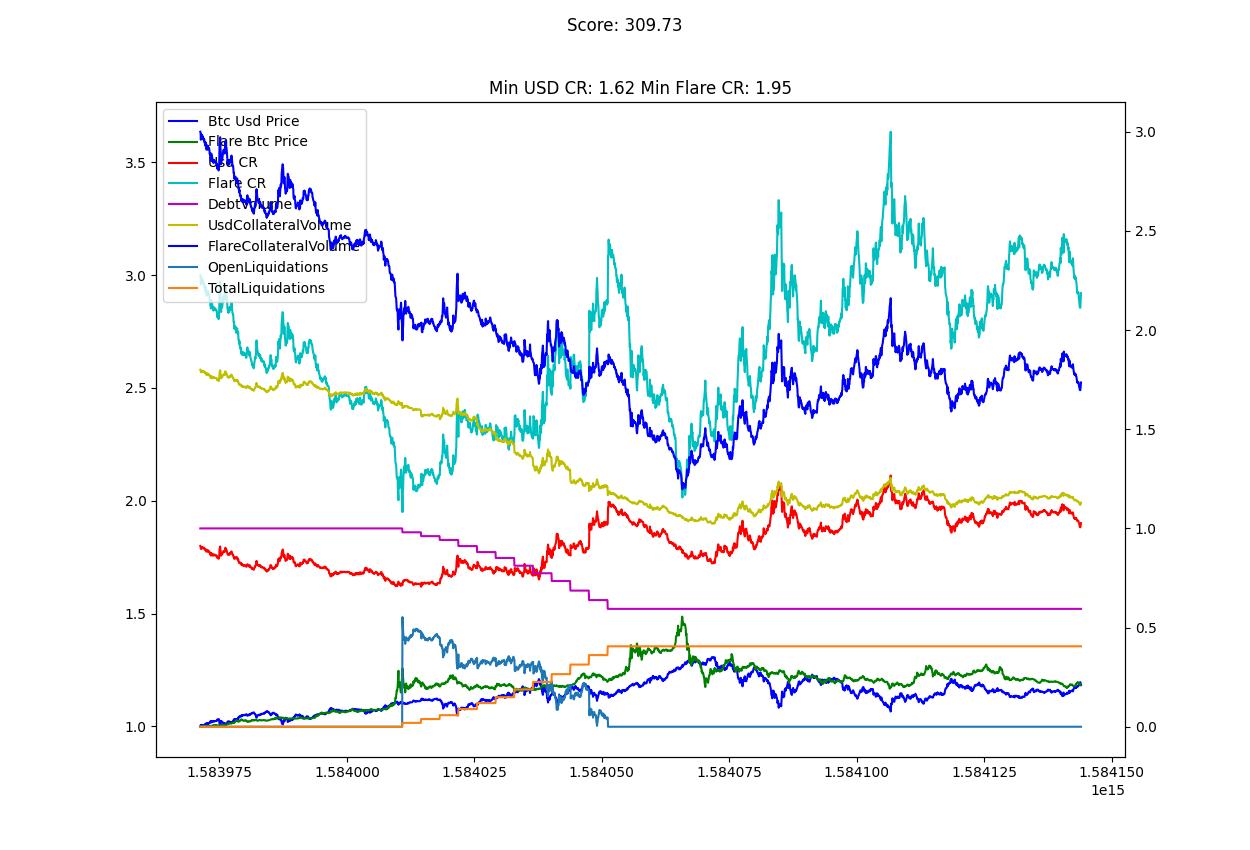 Score: 309.73
Min USD CR: 1.62 Min Flare CR: 1.95
Btc Usd Price
Flare Btc Price
Usd CR
Flare CR
DebtVolume
UsdCollateralVolume
FlareCollateralVolume
OpenLiquidations
TotalLiquidations
3.5
3.0
2.5
2.0
1.5
1.0
3.0
2.5
2.0
1.5
1.0
0.5
0.0
1.583975 1.584000 1.584025 1.584050 1.584075 1.584100 1.584125 1.584150
1e15